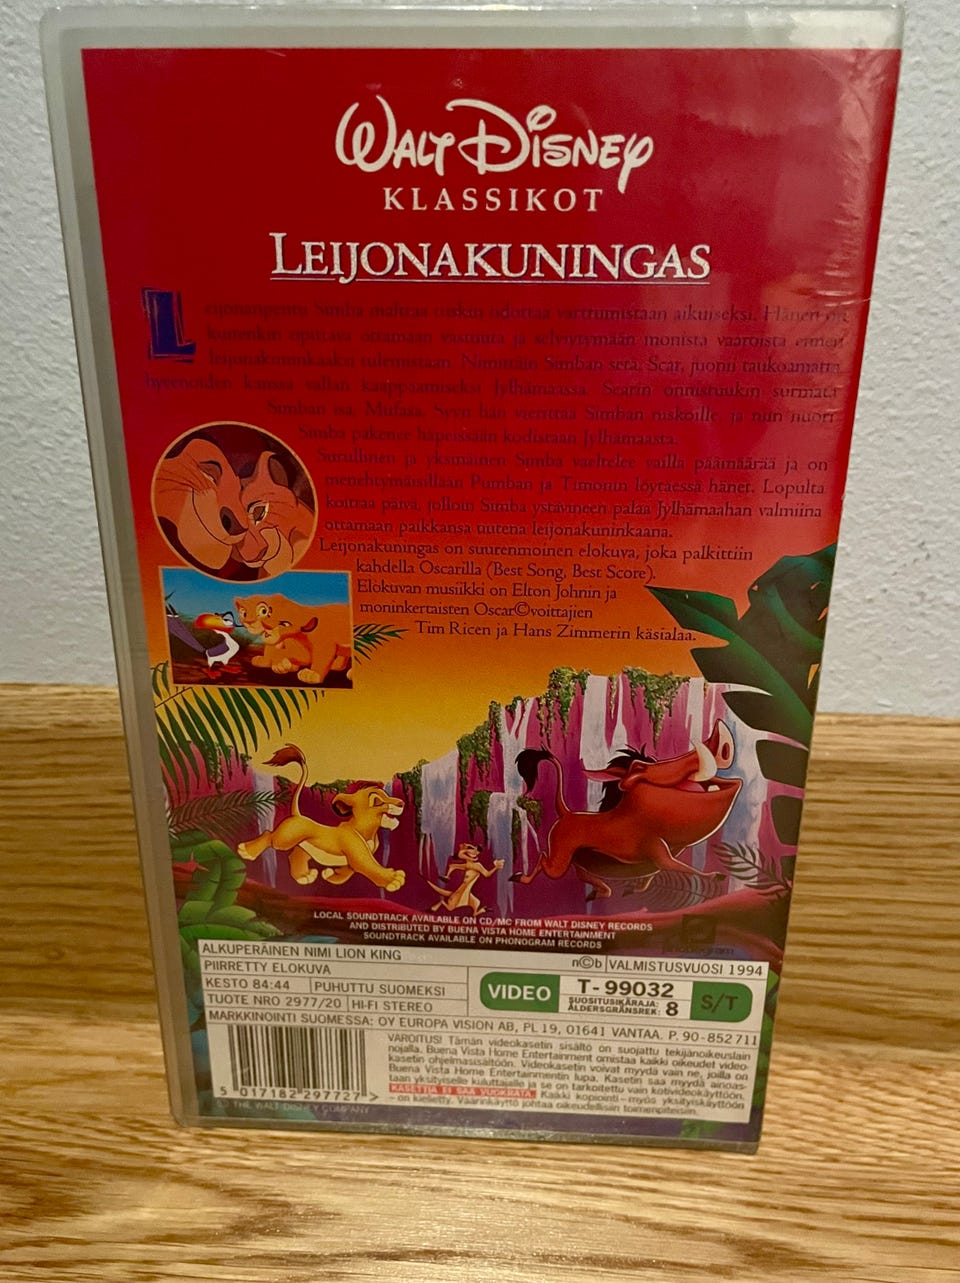 WALT DISNEY
KLASSIKOT
LEIJONAKUNINGAS
Leijonanpentu Simba malttaa tuskin odottaa varttumistaan aikuiseksi. Hänen on
kuitenkin opittava ottamaan vastuuta ja selviytymään monista vaaroista ennen
leijonakuninkaaksi tulemistaan. Nimittäin Simban setä, Scar, juonii taukoamatta
hyeenoiden kanssa vallan kaappaamiseksi Jylhämaassa. Scarin onnistuukin surmata
Simban isä, Mufasa. Syyn hän vierittää Simban niskoille, ja niin nuori
Simba pakenee häpeissään kodistaan Jylhämaasta.
Surullinen ja yksinäinen Simba vaeltelee vailla päämäärää ja on
menehtymäisillään Pumban ja Timonin löytäessä hänet. Lopulta
koittaa päivä, jolloin Simba ystävineen palaa Jylhämaahan valmiina
ottamaan paikkansa uutena leijonakuninkaana.
Leijonakuningas on suurenmoinen elokuva, joka palkittiin
kahdella Oscarilla (Best Song, Best Score).
Elokuvan musiikki on Elton Johnin ja
moninkertaisten Oscar©voittajien
Tim Ricen ja Hans Zimmerin käsialaa.
LOCAL SOUNDTRACK AVAILABLE ON CD/MC FROM WALT DISNEY RECORDS
AND DISTRIBUTED BY BUENA VISTA HOME ENTERTAINMENT
SOUNDTRACK AVAILABLE ON PHONOGRAM RECORDS
ALKUPERÄINEN NIMI LION KING
PIIRRETTY ELOKUVA n©b VALMISTUSVUOSI 1994
KESTO 84:44 PUHUTTU SUOMEKSI
TUOTE NRO 2977/20 HI-FI STEREO
VIDEO T-99032 SUOSITUSIKÄRAJA: ÅLDERSGRÄNSREK: 8 S/T
MARKKINOINTI SUOMESSA: OY EUROPA VISION AB, PL 19, 01641 VANTAA, P. 90-852 711
VAROITUS! Tämän videokasetin sisältö on suojattu tekijänoikeuslain
nojalla. Buena Vista Home Entertainment omistaa kaikki oikeudet video-
kasetin ohjelmasisältöön. Videokasetin voivat myydä vain ne, joilla on
Buena Vista Home Entertainmentin lupa. Kasetin saa myydä ainoas-
taan yksityiselle kuluttajalle ja se on tarkoitettu vain kotivideokäyttöön.
KASETTIA EI SAA VUOKRATA. Kaikki kopiointi – myös yksityiskäyttöön
– on kielletty. Väärinkäyttö johtaa oikeudellisiin toimenpiteisiin.
5 017182 297727 >
THE WALT DISNEY COMPANY